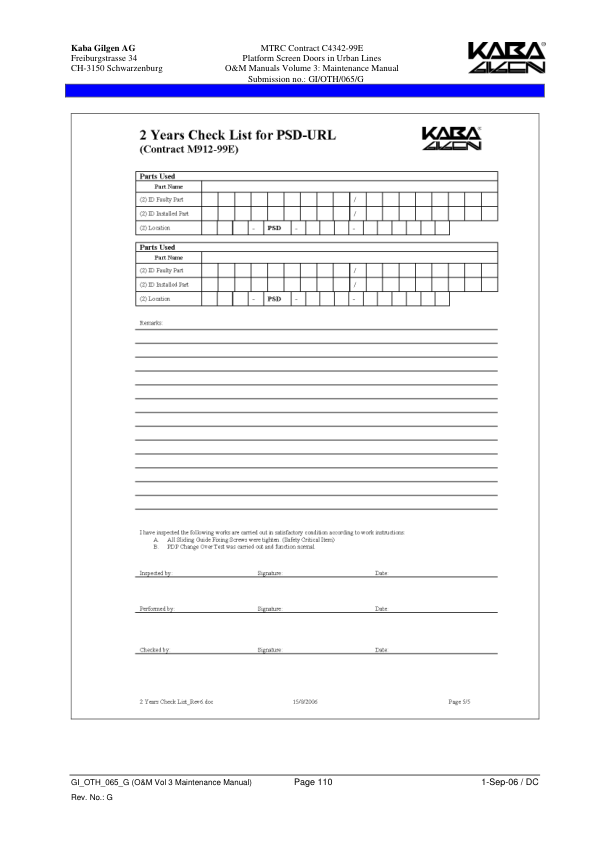 Kaba Gilgen AG
Freiburgstrasse 34
CH-3150 Schwarzenburg
MTRC Contract C4342-99E
Platform Screen Doors in Urban Lines
O&M Manuals Volume 3: Maintenance Manual
Submission no.: GI/OTH/065/G
KABA
GILGEN
2 Years Check List for PSD-URL
(Contract M912-99E)
KABA
GILGEN
Parts Used
Part Name
(2) ID Faulty Part /
(2) ID Installed Part /
(2) Location - PSD - -
Parts Used
Part Name
(2) ID Faulty Part /
(2) ID Installed Part /
(2) Location - PSD - -
Remarks:
I have inspected the following works are carried out in satisfactory condition according to work instructions:
A. All Sliding Guide Fixing Screws were tighten (Safety Critical Item)
B. PDP Change Over Test was carried out and function normal.
Inspected by: Signature: Date:
Performed by: Signature: Date:
Checked by: Signature: Date:
2 Years Check List_Rev6.doc 15/8/2006 Page 5/5
GI_OTH_065_G (O&M Vol 3 Maintenance Manual) Page 110 1-Sep-06 / DC
Rev. No.: G